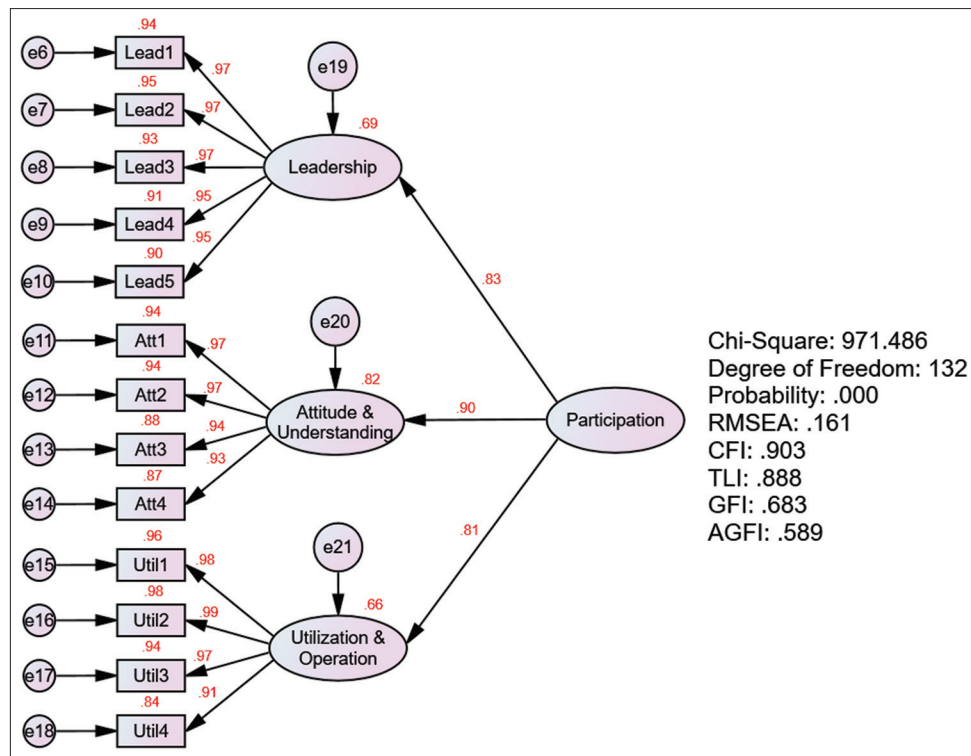 .94
e6 Lead1
.97
e19
.95
e7 Lead2
.97
.69
.93
e8 Lead3
.97
Leadership
.91
e9 Lead4
.95
.90
e10 Lead5
.95
.83
.94
e11 Att1
.97
e20
.94
e12 Att2
.97
.82
.88
e13 Att3
.94
Attitude &
Understanding
.90
Participation
.87
e14 Att4
.93
.96
e15 Util1
.98
e21
.81
.98
e16 Util2
.99
.66
.94
e17 Util3
.97
Utilization &
Operation
.84
e18 Util4
.91
Chi-Square: 971.486
Degree of Freedom: 132
Probability: .000
RMSEA: .161
CFI: .903
TLI: .888
GFI: .683
AGFI: .589